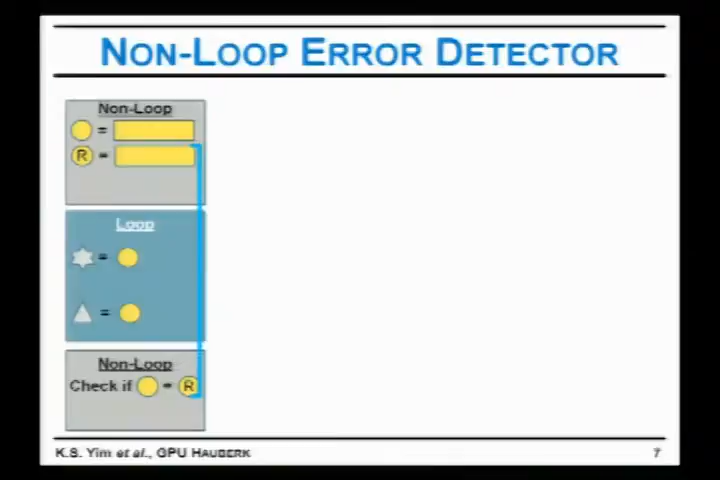 NON-LOOP ERROR DETECTOR
Non-Loop
=
R =
Loop
=
=
Non-Loop
Check if = R
K.S. Yim et al., GPU HAUBERK
7